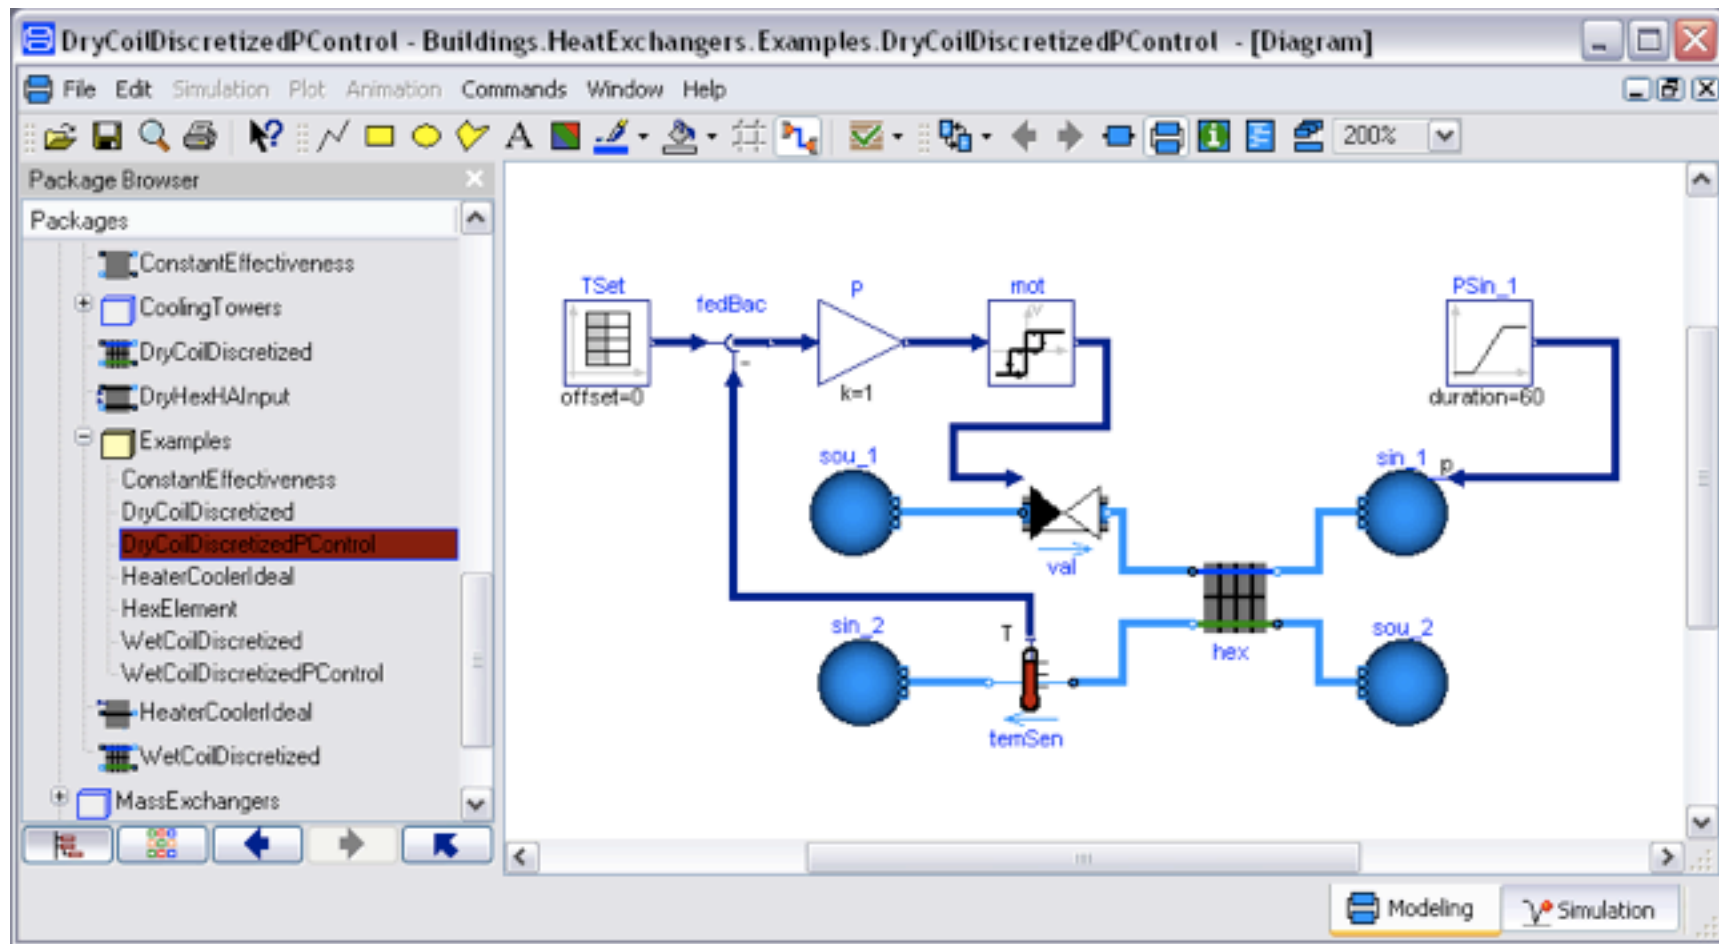 DryCoilDiscretizedPControl - Buildings.HeatExchangers.Examples.DryCoilDiscretizedPControl - [Diagram]
File Edit Simulation Plot Animation Commands Window Help
A 200%
Package Browser
Packages
ConstantEffectiveness
CoolingTowers
DryCoilDiscretized
DryHexHAInput
Examples
ConstantEffectiveness
DryCoilDiscretized
DryCoilDiscretizedPControl
HeaterCoolerIdeal
HexElement
WetCoilDiscretized
WetCoilDiscretizedPControl
HeaterCoolerIdeal
WetCoilDiscretized
MassExchangers
TSet
fedBac
P
mot
PSin_1
offset=0
k=1
duration=60
sou_1
sin_1
p
val
sin_2
T
hex
sou_2
temSen
Modeling
Simulation